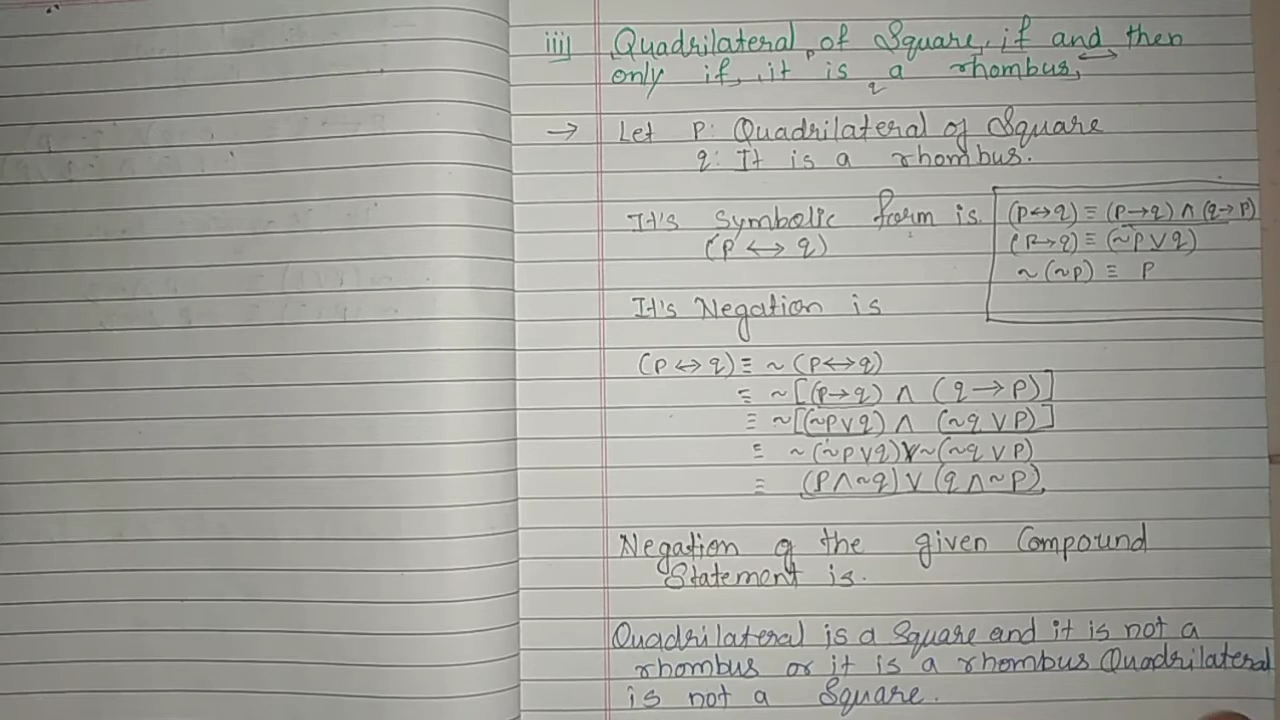 iii] Quadrilateral of Square, if and then
only if, it is a rhombus,
p
q
→ Let P: Quadrilateral of Square
q: It is a rhombus.
It's Symbolic form is
(P ↔ q)
(P↔q) ≡ (P→q) ∧ (q→P)
(P→q) ≡ (~P∨q)
~(~P) ≡ P
It's Negation is
(P ↔ q) ≡ ~ (P↔q)
≡ ~[(P→q) ∧ (q → P)]
≡ ~[(~P∨q) ∧ (~q ∨ P)]
≡ ~(~P∨q)∨~(~q ∨ P)
≡ (P∧~q) ∨ (q ∧ ~P)
Negation of the given Compound
Statement is.
Quadrilateral is a Square and it is not a
rhombus or it is a rhombus Quadrilateral
is not a Square.